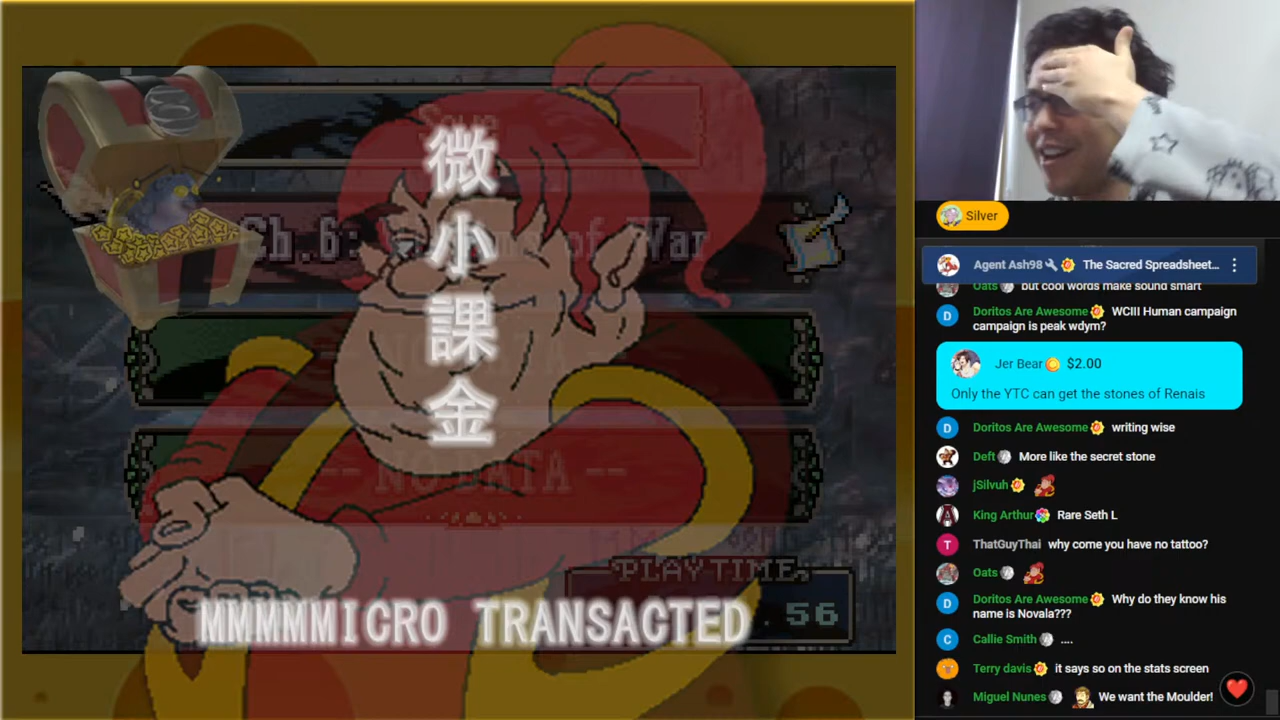 Save
Ch.6:
of War
微小課金
NO DATA
-- NO DATA --
PLAY TIME
. 56
MMMMMICRO TRANSACTED
Silver
Agent Ash98 The Sacred Spreadsheet...
Oats but cool words make sound smart
Doritos Are Awesome WCIII Human campaign
campaign is peak wdym?
Jer Bear $2.00
Only the YTC can get the stones of Renais
Doritos Are Awesome writing wise
Deft More like the secret stone
jSilvuh
King Arthur Rare Seth L
ThatGuyThai why come you have no tattoo?
Oats
Doritos Are Awesome Why do they know his
name is Novala???
Callie Smith ....
Terry davis it says so on the stats screen
Miguel Nunes We want the Moulder!